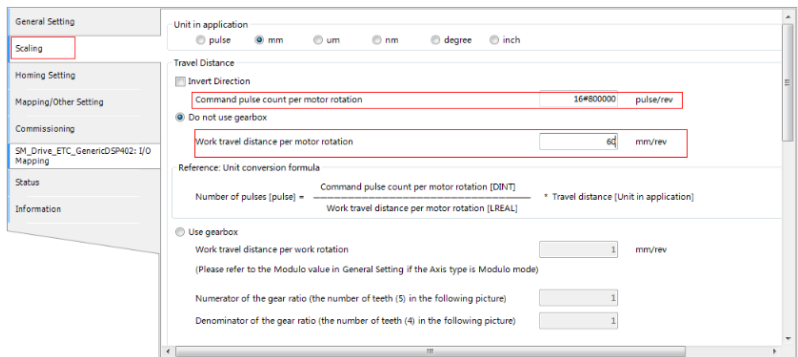 General Setting
Scaling
Homing Setting
Mapping/Other Setting
Commissioning
SM_Drive_ETC_GenericDSP402: I/O
Mapping
Status
Information
Unit in application
pulse mm um nm degree inch
Travel Distance
Invert Direction
Command pulse count per motor rotation 16#800000 pulse/rev
Do not use gearbox
Work travel distance per motor rotation 60 mm/rev
Reference: Unit conversion formula
Command pulse count per motor rotation [DINT]
Number of pulses [pulse] = * Travel distance [Unit in application]
Work travel distance per motor rotation [LREAL]
Use gearbox
Work travel distance per work rotation 1 mm/rev
(Please refer to the Modulo value in General Setting if the Axis type is Modulo mode)
Numerator of the gear ratio (the number of teeth (5) in the following picture) 1
Denominator of the gear ratio (the number of teeth (4) in the following picture) 1